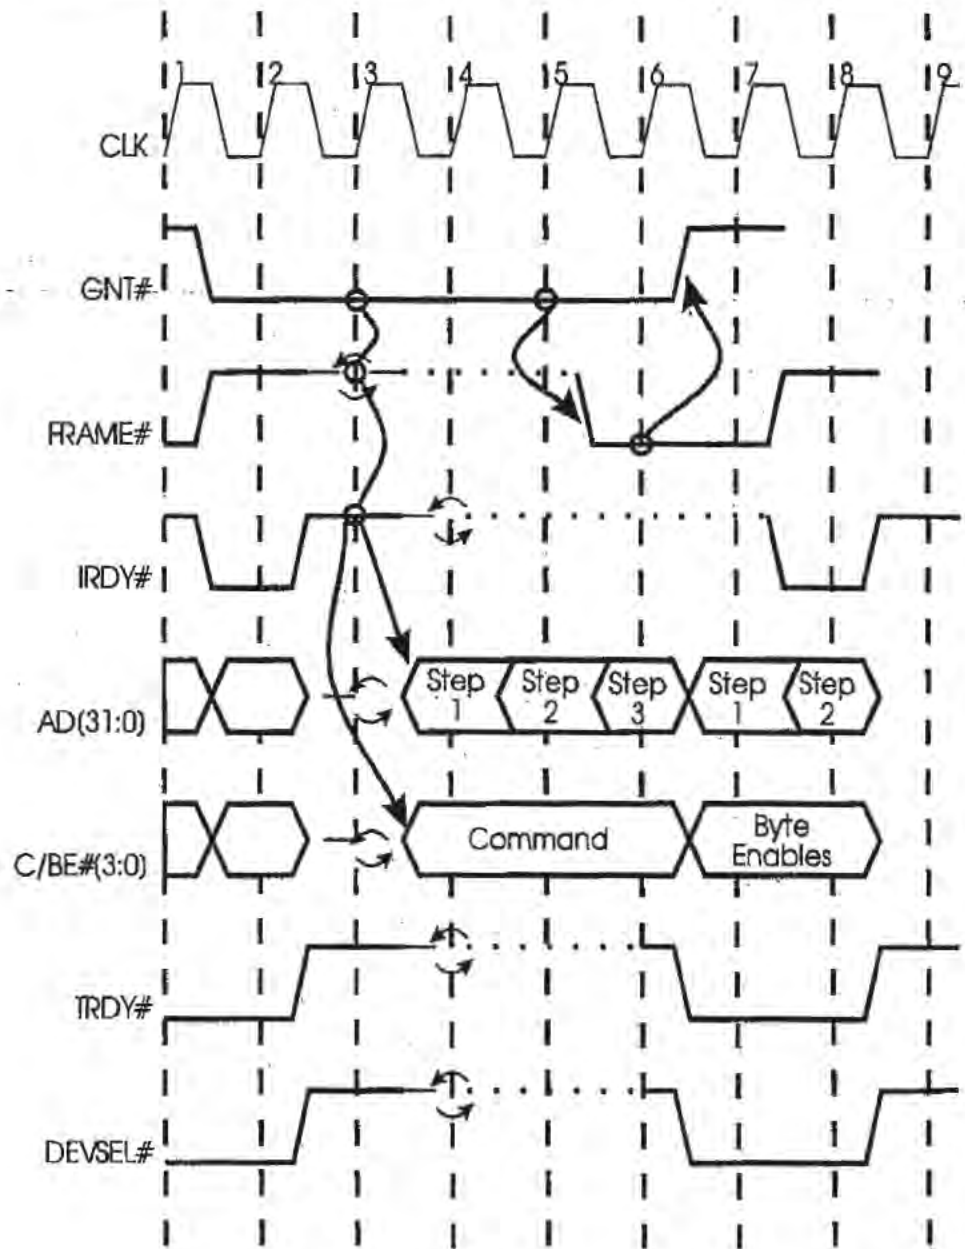 1 2 3 4 5 6 7 8 9
CLK
GNT#
FRAME#
IRDY#
AD(31:0)
Step 1
Step 2
Step 3
Step 1
Step 2
C/BE#(3:0)
Command
Byte
Enables
TRDY#
DEVSEL#